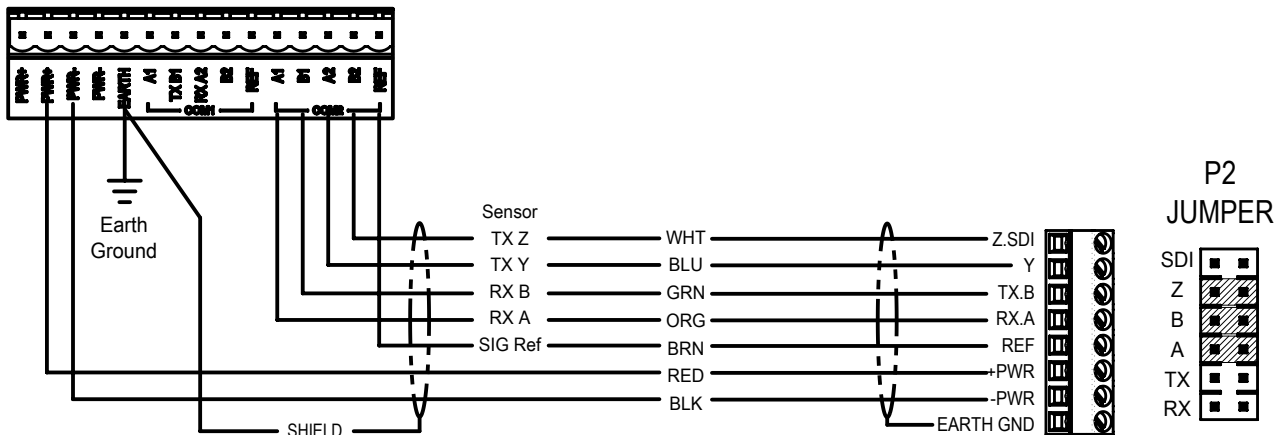 PWR+ PWR+ PWR- PWR- EARTH A1 TX B1 RX A2 B2 REF A1 B1 A2 B2 REF
COM1 COM2
Earth
Ground
Sensor
TX Z WHT Z.SDI
TX Y BLU Y
RX B GRN TX.B
RX A ORG RX.A
SIG Ref BRN REF
RED +PWR
BLK -PWR
SHIELD EARTH GND
P2
JUMPER
SDI
Z
B
A
TX
RX